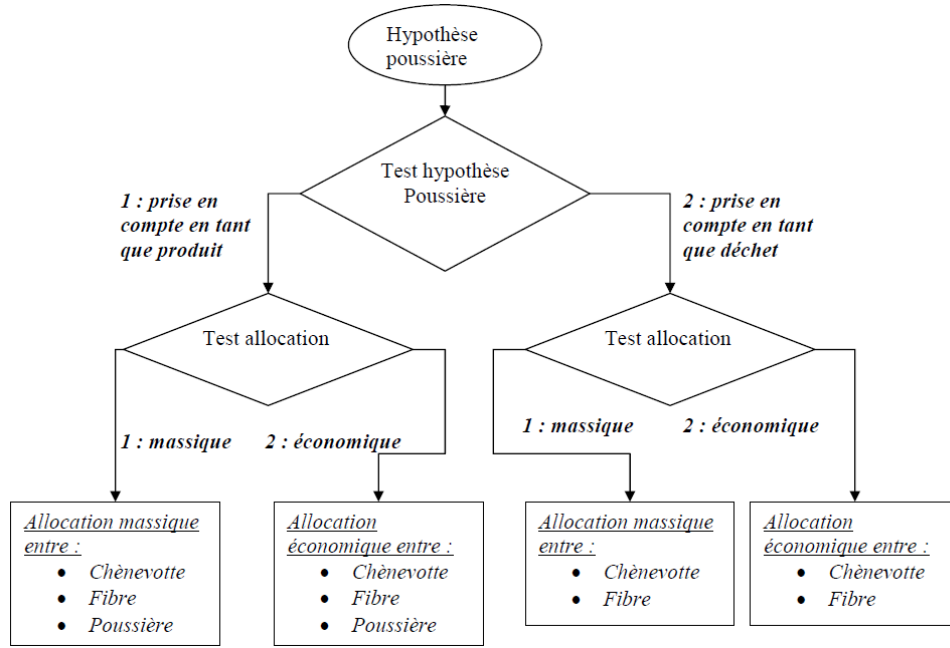 Hypothèse
poussière
Test hypothèse
Poussière
1 : prise en
compte en tant
que produit
2 : prise en
compte en tant
que déchet
Test allocation
Test allocation
1 : massique
2 : économique
1 : massique
2 : économique
Allocation massique
entre :
• Chènevotte
• Fibre
• Poussière
Allocation
économique entre :
• Chènevotte
• Fibre
• Poussière
Allocation massique
entre :
• Chènevotte
• Fibre
Allocation
économique entre :
• Chènevotte
• Fibre